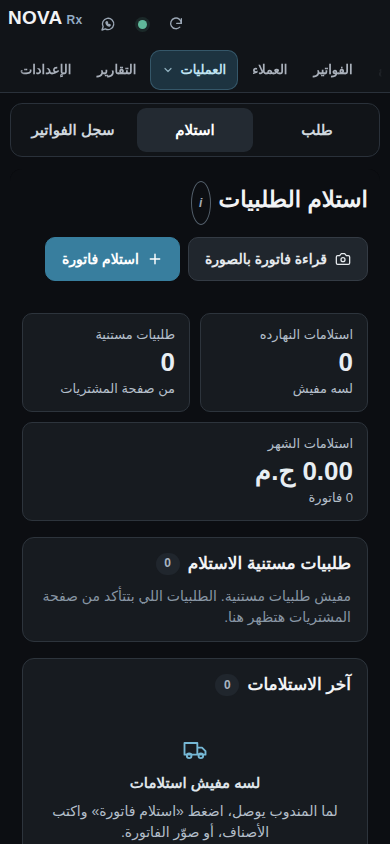 NOVA Rx
الفواتير
العملاء
العمليات
التقارير
الإعدادات
طلب
استلام
سجل الفواتير
استلام الطلبيات i
قراءة فاتورة بالصورة
استلام فاتورة
استلامات النهارده
0
لسه مفيش
طلبيات مستنية
0
من صفحة المشتريات
استلامات الشهر
0.00 ج.م
0 فاتورة
طلبيات مستنية الاستلام 0
مفيش طلبيات مستنية. الطلبيات اللي بتتأكد من صفحة
المشتريات هتظهر هنا.
آخر الاستلامات 0
لسه مفيش استلامات
لما المندوب يوصل، اضغط «استلام فاتورة» واكتب
الأصناف، أو صوّر الفاتورة.